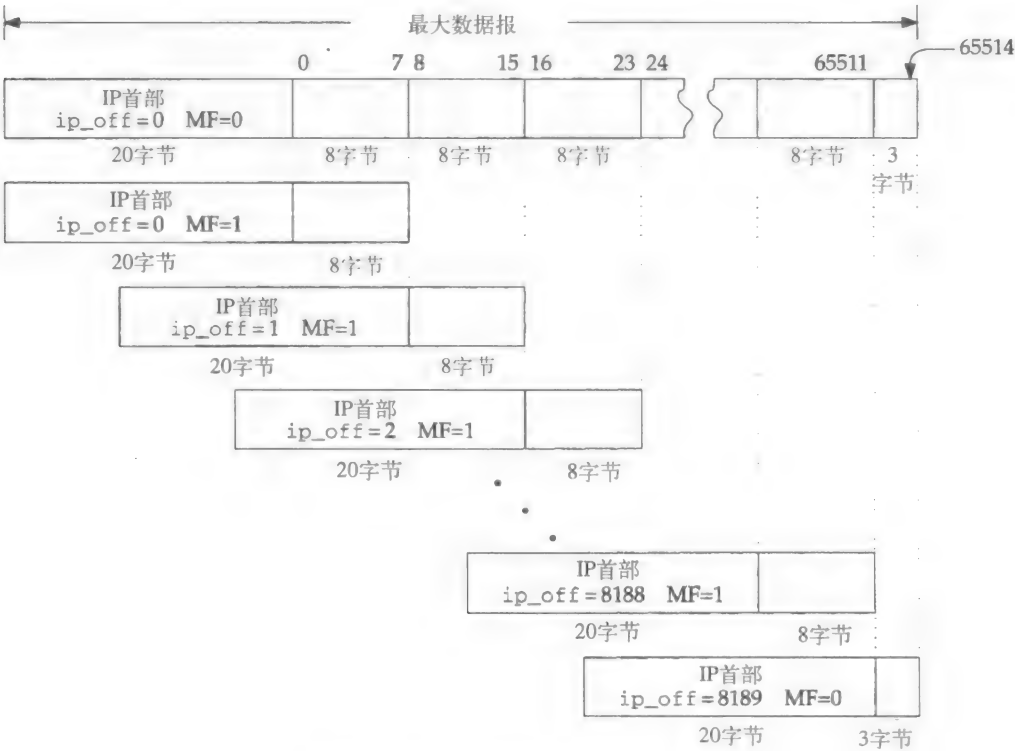 最大数据报
0 7 8 15 16 23 24 65511 65514
IP首部
ip_off=0 MF=0
20字节 8字节 8字节 8字节 8字节 3
字节
IP首部
ip_off=0 MF=1
20字节 8字节
IP首部
ip_off=1 MF=1
20字节 8字节
IP首部
ip_off=2 MF=1
20字节 8字节
IP首部
ip_off=8188 MF=1
20字节 8字节
IP首部
ip_off=8189 MF=0
20字节 3字节